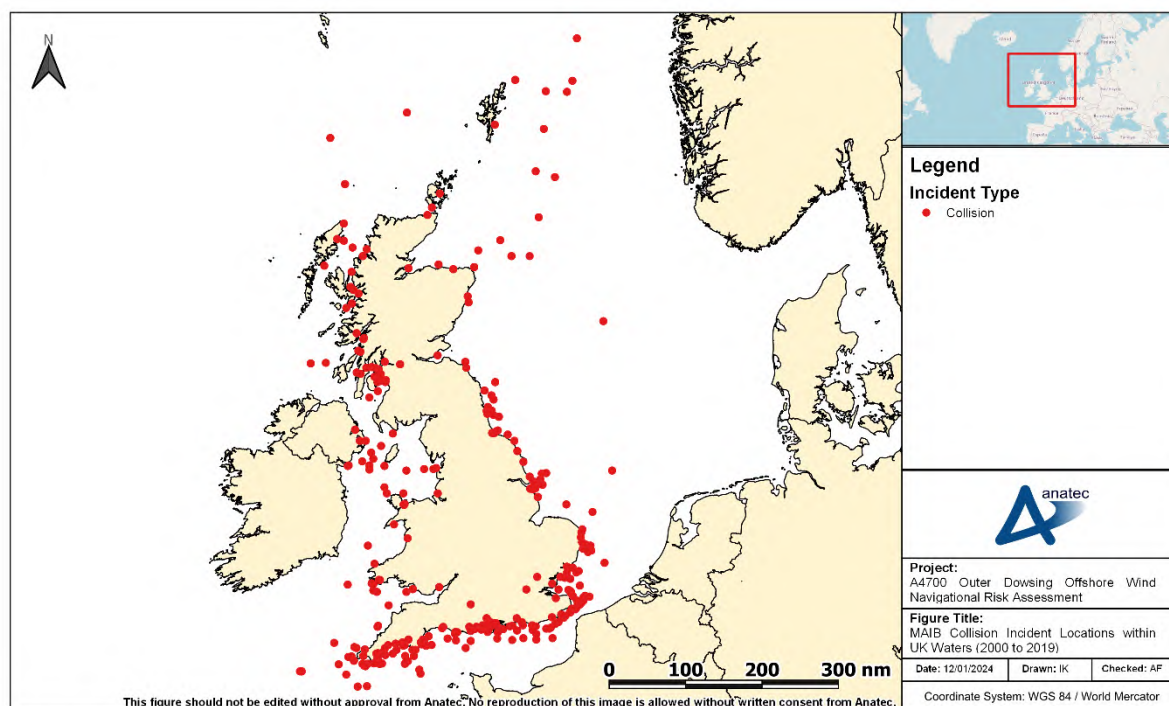 N
Legend
Incident Type
Collision
anatec
Project:
A4700 Outer Dowsing Offshore Wind
Navigational Risk Assessment
Figure Title:
MAIB Collision Incident Locations within
UK Waters (2000 to 2019)
Date: 12/01/2024 Drawn: IK Checked: AF
Coordinate System: WGS 84 / World Mercator
0 100 200 300 nm
This figure should not be edited without approval from Anatec. No reproduction of this image is allowed without written consent from Anatec.